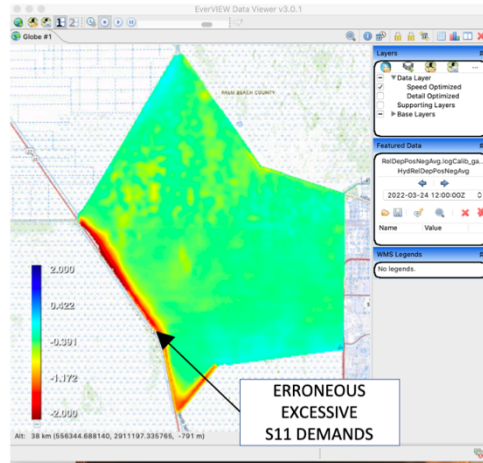 EverVIEW Data Viewer v3.0.1
Globe #1
PALM BEACH COUNTY
2.000
0.422
-0.391
-1.172
-2.000
ERRONEOUS
EXCESSIVE
S11 DEMANDS
Alt: 38 km (556344.688140, 2911197.335765, -791 m)
Layers
Data Layer
Speed Optimized
Detail Optimized
Supporting Layers
Base Layers
Featured Data
RelDepPosNegAvg.logCalib_ga...
HydRelDepPosNegAvg
2022-03-24 12:00:00Z
Name Value
WMS Legends
No legends.